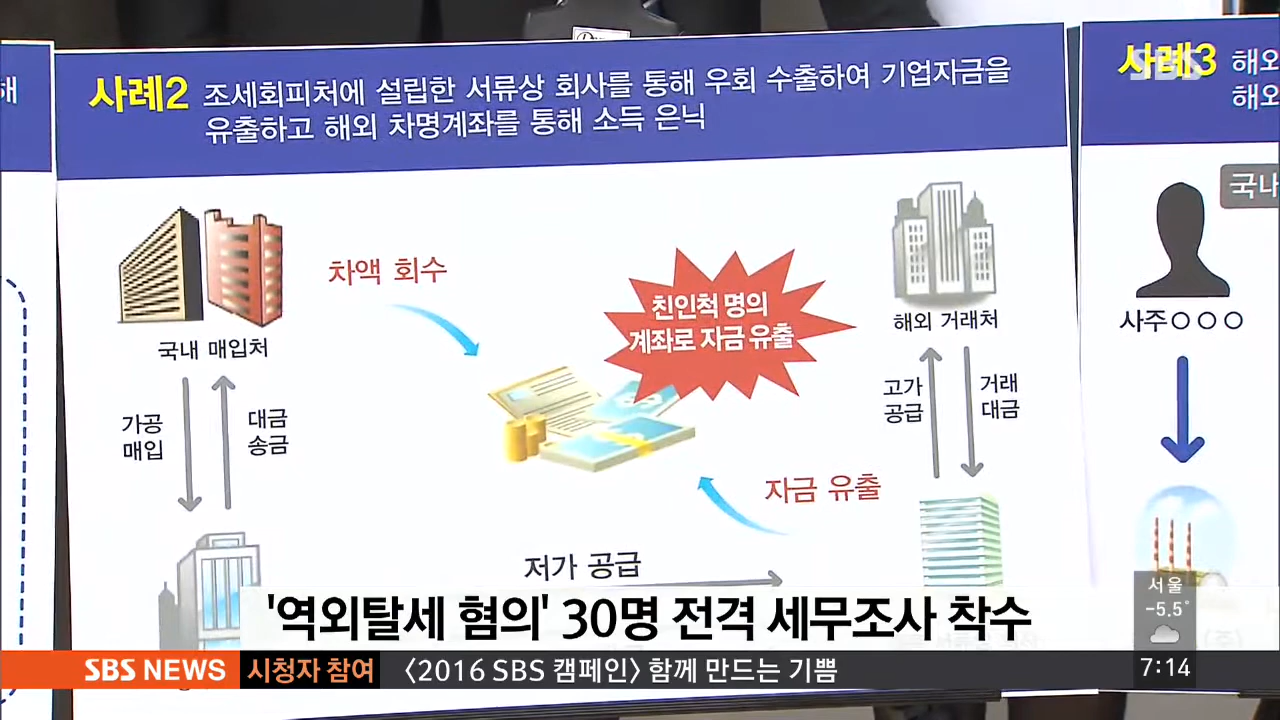 해
사례2 조세회피처에 설립한 서류상 회사를 통해 우회 수출하여 기업자금을
유출하고 해외 차명계좌를 통해 소득 은닉
사례3
SBS
해외
해외
국내
차액 회수
친인척 명의
계좌로 자금 유출
국내 매입처
해외 거래처
사주○○○
가공
매입
대금
송금
고가
공급
거래
대금
자금 유출
저가 공급
'역외탈세 혐의' 30명 전격 세무조사 착수
서울
-5.5°
SBS NEWS
시청자 참여
〈2016 SBS 캠페인〉 함께 만드는 기쁨
7:14